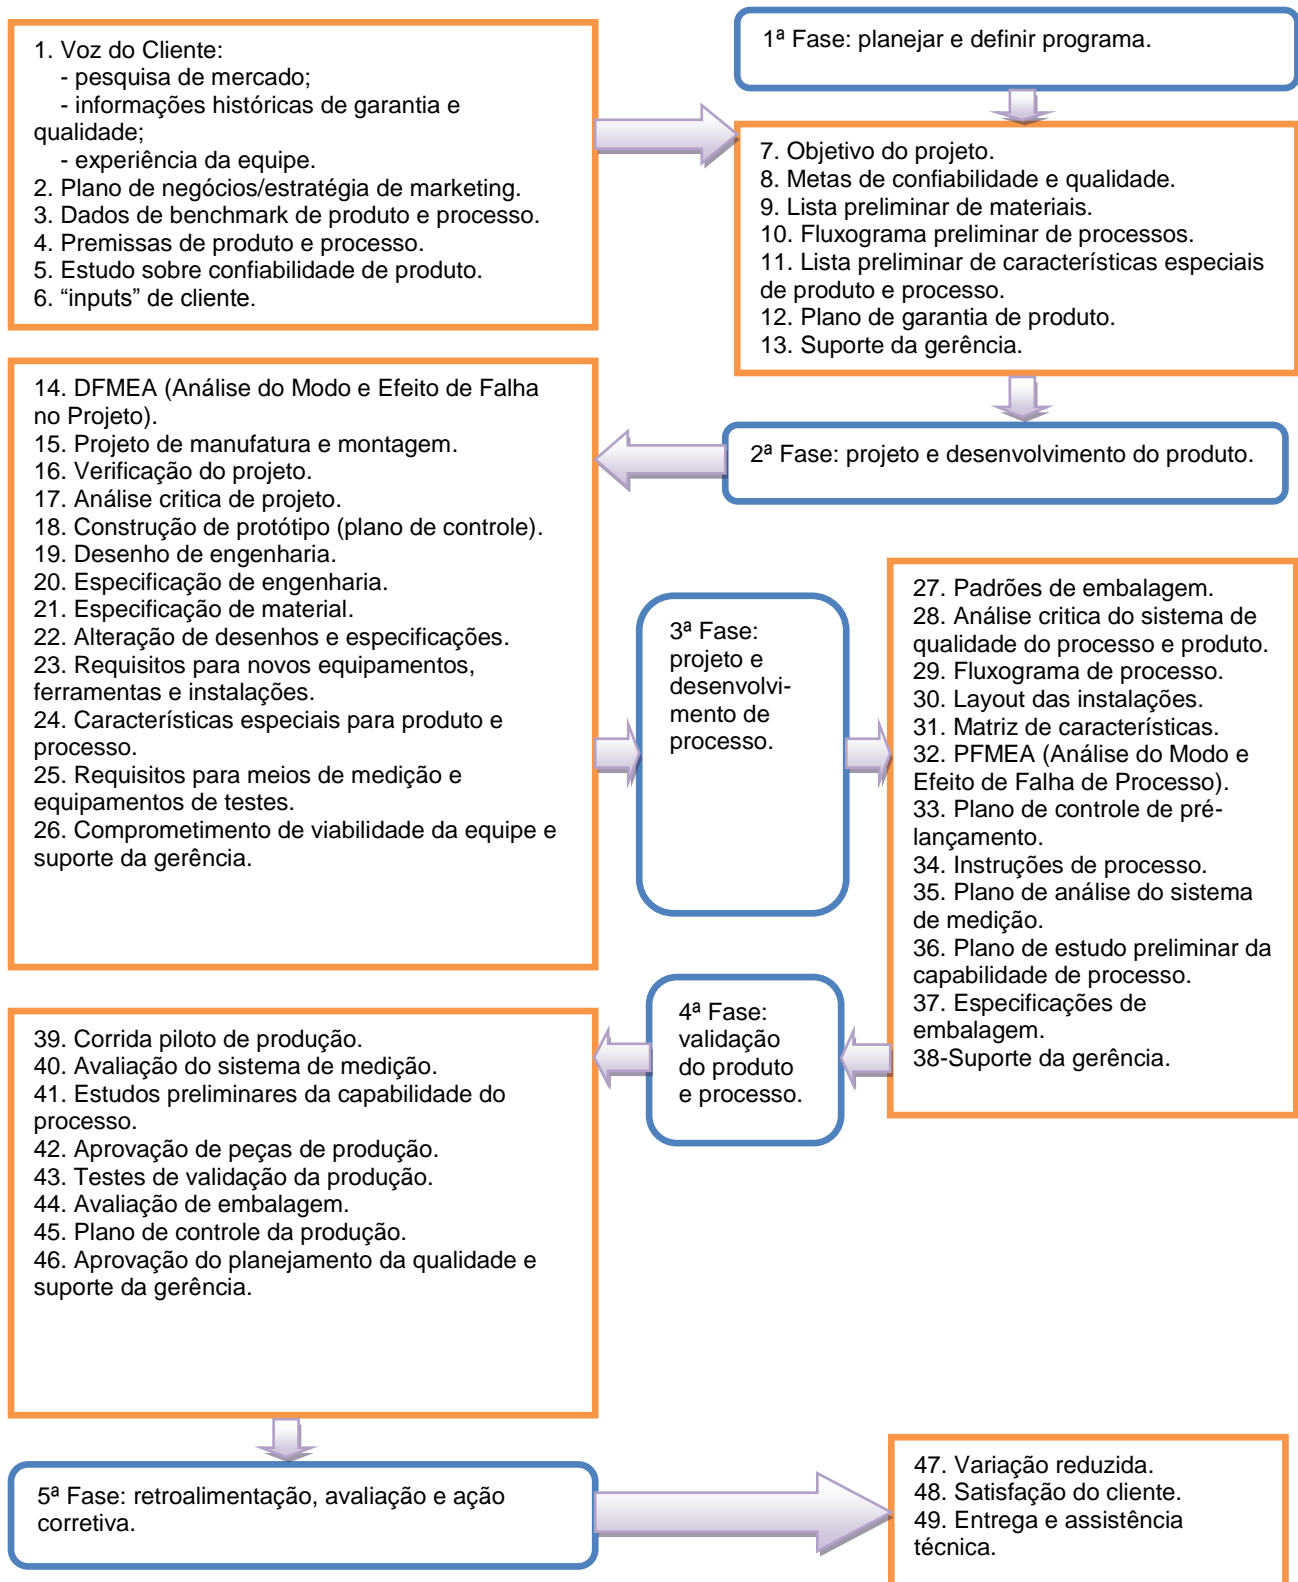 1. Voz do Cliente:
- pesquisa de mercado;
- informações históricas de garantia e
qualidade;
- experiência da equipe.
2. Plano de negócios/estratégia de marketing.
3. Dados de benchmark de produto e processo.
4. Premissas de produto e processo.
5. Estudo sobre confiabilidade de produto.
6. “inputs” de cliente.
1ª Fase: planejar e definir programa.
7. Objetivo do projeto.
8. Metas de confiabilidade e qualidade.
9. Lista preliminar de materiais.
10. Fluxograma preliminar de processos.
11. Lista preliminar de características especiais
de produto e processo.
12. Plano de garantia de produto.
13. Suporte da gerência.
2ª Fase: projeto e desenvolvimento do produto.
14. DFMEA (Análise do Modo e Efeito de Falha
no Projeto).
15. Projeto de manufatura e montagem.
16. Verificação do projeto.
17. Análise critica de projeto.
18. Construção de protótipo (plano de controle).
19. Desenho de engenharia.
20. Especificação de engenharia.
21. Especificação de material.
22. Alteração de desenhos e especificações.
23. Requisitos para novos equipamentos,
ferramentas e instalações.
24. Características especiais para produto e
processo.
25. Requisitos para meios de medição e
equipamentos de testes.
26. Comprometimento de viabilidade da equipe e
suporte da gerência.
3ª Fase:
projeto e
desenvolvi-
mento de
processo.
27. Padrões de embalagem.
28. Análise critica do sistema de
qualidade do processo e produto.
29. Fluxograma de processo.
30. Layout das instalações.
31. Matriz de características.
32. PFMEA (Análise do Modo e
Efeito de Falha de Processo).
33. Plano de controle de pré-
lançamento.
34. Instruções de processo.
35. Plano de análise do sistema
de medição.
36. Plano de estudo preliminar da
capabilidade de processo.
37. Especificações de
embalagem.
38-Suporte da gerência.
4ª Fase:
validação
do produto
e processo.
39. Corrida piloto de produção.
40. Avaliação do sistema de medição.
41. Estudos preliminares da capabilidade do
processo.
42. Aprovação de peças de produção.
43. Testes de validação da produção.
44. Avaliação de embalagem.
45. Plano de controle da produção.
46. Aprovação do planejamento da qualidade e
suporte da gerência.
5ª Fase: retroalimentação, avaliação e ação
corretiva.
47. Variação reduzida.
48. Satisfação do cliente.
49. Entrega e assistência
técnica.